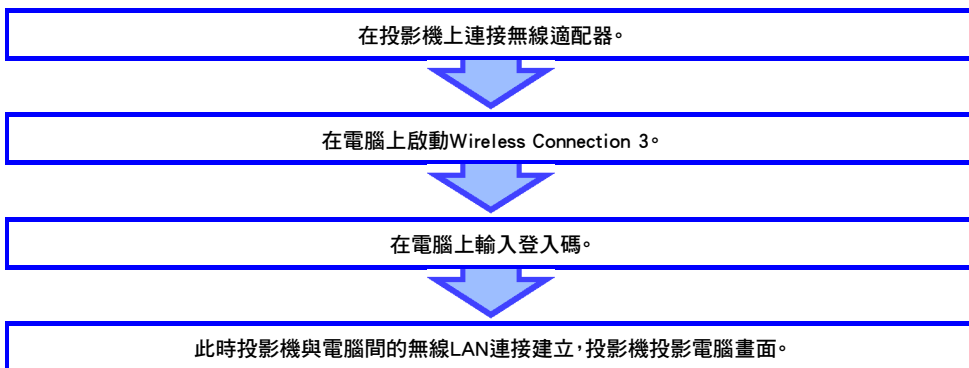 在投影機上連接無線適配器。
在電腦上啟動Wireless Connection 3。
在電腦上輸入登入碼。
此時投影機與電腦間的無線LAN連接建立,投影機投影電腦畫面。